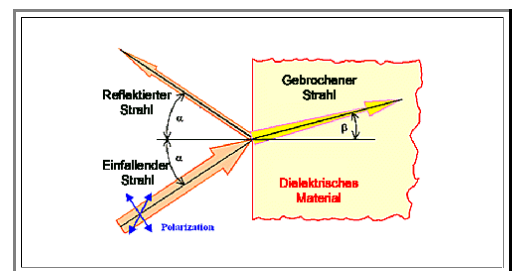 Gebrochener
Strahl
Reflektierter
Strahl
α
β
α
Einfallender
Strahl
Dielektrisches
Material
Polarization